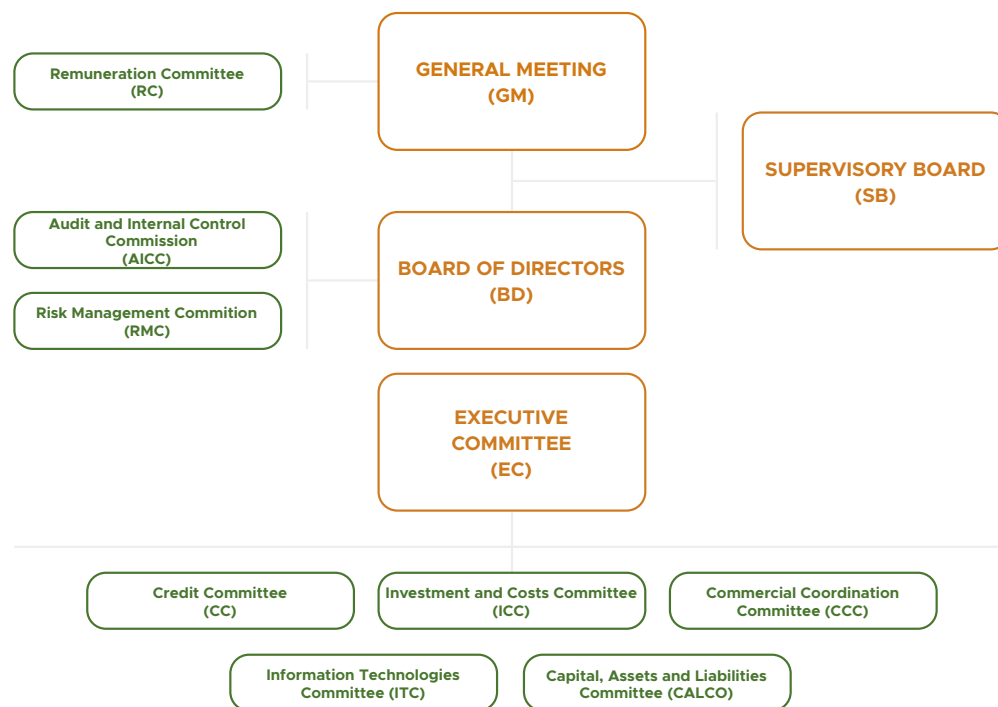 GENERAL MEETING
(GM)
Remuneration Committee
(RC)
SUPERVISORY BOARD
(SB)
Audit and Internal Control
Commission
(AICC)
BOARD OF DIRECTORS
(BD)
Risk Management Commition
(RMC)
EXECUTIVE
COMMITTEE
(EC)
Credit Committee
(CC)
Investment and Costs Committee
(ICC)
Commercial Coordination
Committee (CCC)
Information Technologies
Committee (ITC)
Capital, Assets and Liabilities
Committee (CALCO)